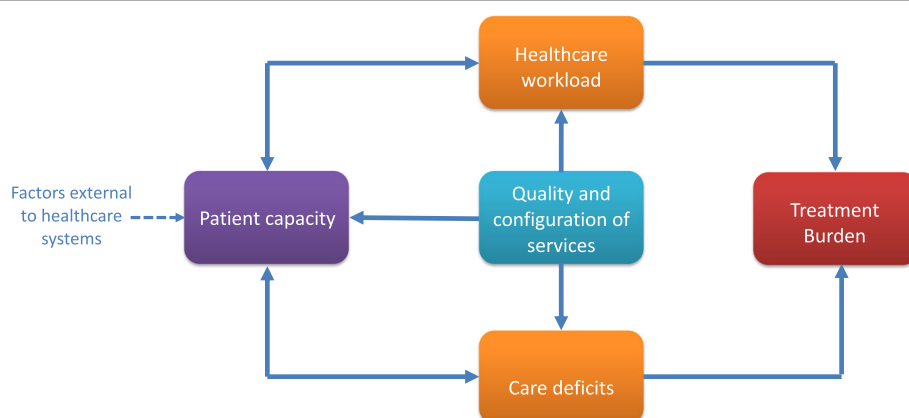 Healthcare
workload
Factors external
to healthcare
systems
Patient capacity
Quality and
configuration of
services
Treatment
Burden
Care deficits